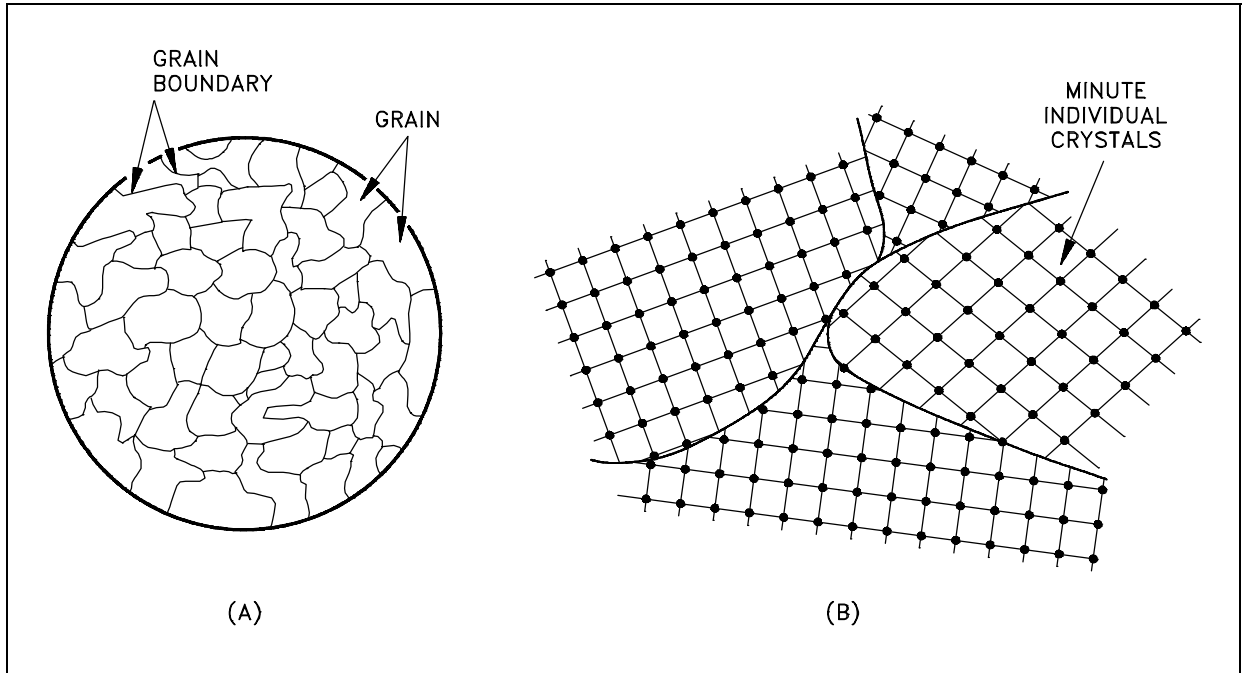 GRAIN
BOUNDARY
GRAIN
MINUTE
INDIVIDUAL
CRYSTALS
(A)
(B)